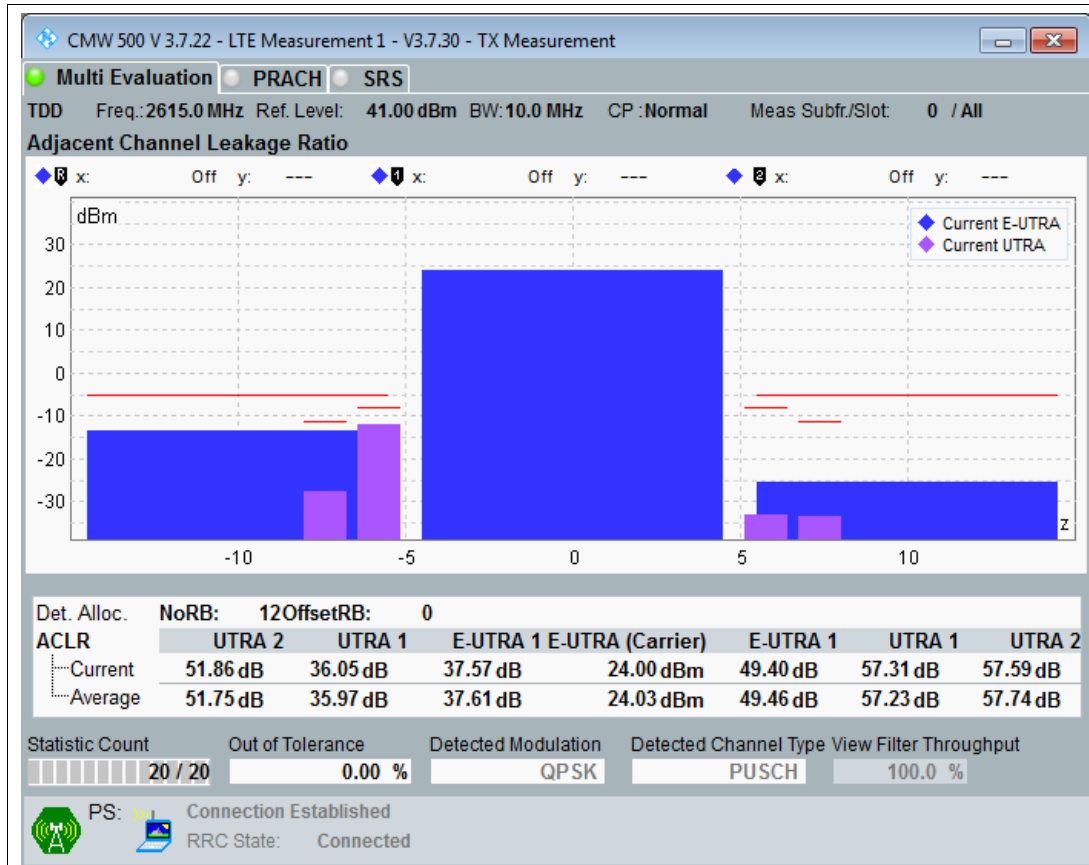 CMW 500 V 3.7.22 - LTE Measurement 1 - V3.7.30 - TX Measurement
Multi Evaluation PRACH SRS
TDD Freq.: 2615.0 MHz Ref. Level: 41.00 dBm BW: 10.0 MHz CP : Normal Meas Subfr./Slot: 0 / All
Adjacent Channel Leakage Ratio
R x: Off y: --- 1 x: Off y: --- 2 x: Off y: ---
dBm
Current E-UTRA
Current UTRA
30
20
10
0
-10
-20
-30
z
-10 -5 0 5 10
Det. Alloc. NoRB: 12 OffsetRB: 0
ACLR UTRA 2 UTRA 1 E-UTRA 1 E-UTRA (Carrier) E-UTRA 1 UTRA 1 UTRA 2
Current 51.86 dB 36.05 dB 37.57 dB 24.00 dBm 49.40 dB 57.31 dB 57.59 dB
Average 51.75 dB 35.97 dB 37.61 dB 24.03 dBm 49.46 dB 57.23 dB 57.74 dB
Statistic Count Out of Tolerance Detected Modulation Detected Channel Type View Filter Throughput
20 / 20 0.00 % QPSK PUSCH 100.0 %
PS: Connection Established
RRC State: Connected